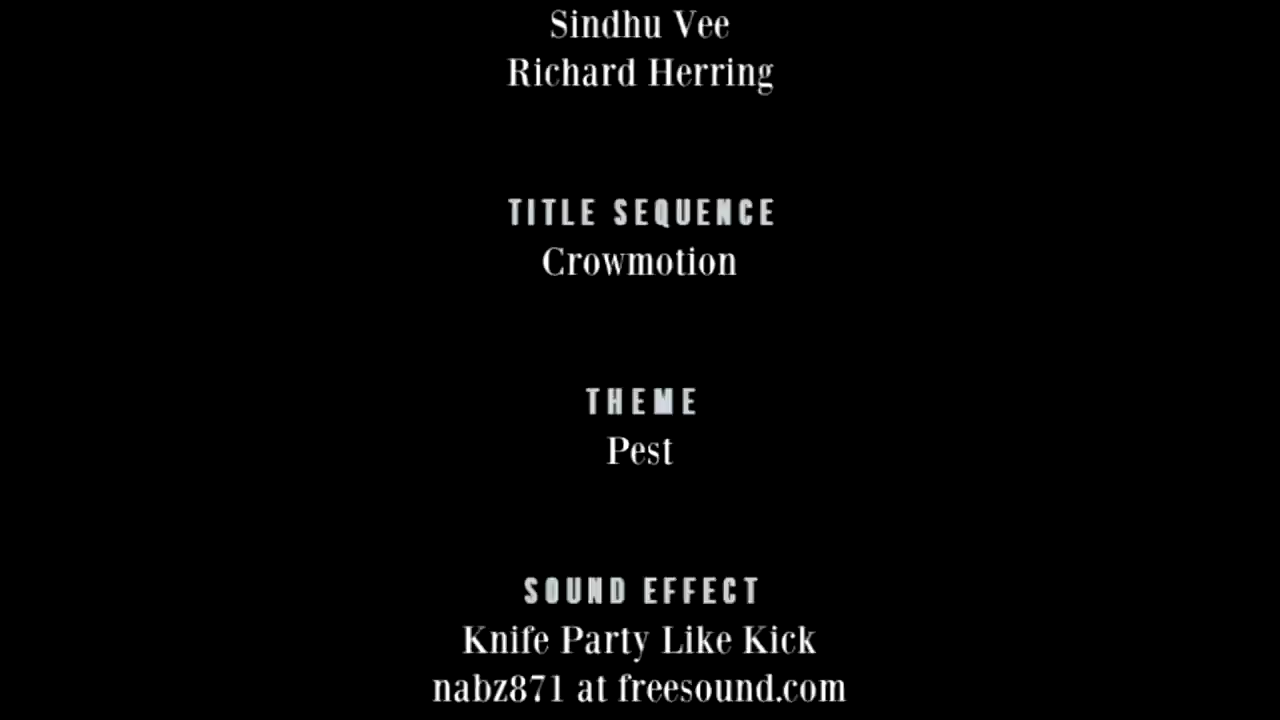 Sindhu Vee
Richard Herring
TITLE SEQUENCE
Crowmotion
THEME
Pest
SOUND EFFECT
Knife Party Like Kick
nabz871 at freesound.com